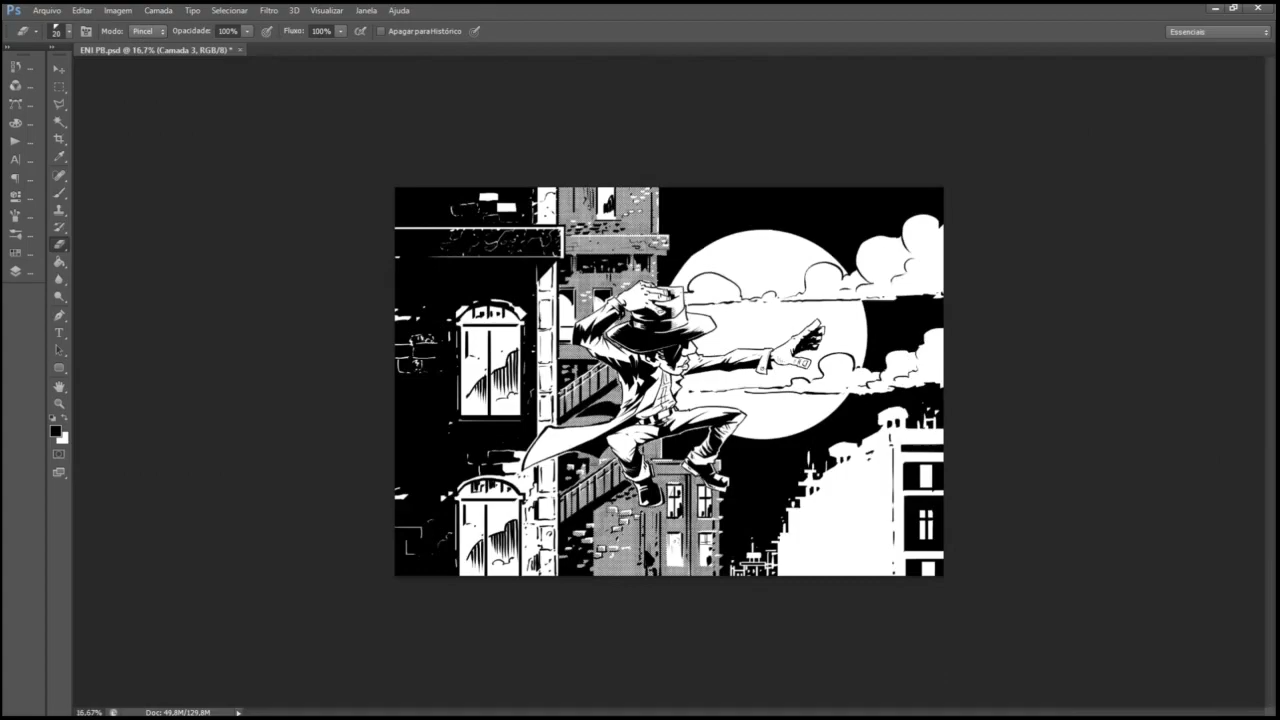 Ps Arquivo Editar Imagem Camada Tipo Selecionar Filtro 3D Visualizar Janela Ajuda
20 Modo: Pincel Opacidade: 100% Fluxo: 100% Apagar para Histórico Essenciais
ENI PB.psd @ 16,7% (Camada 3, RGB/8) * ×
16,67% Doc: 49,8M/129,8M